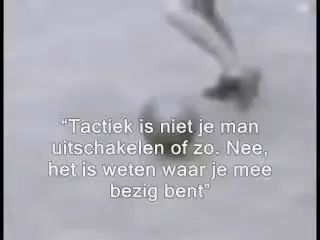 “Tactiek is niet je man
uitschakelen of zo. Nee,
het is weten waar je mee
bezig bent”